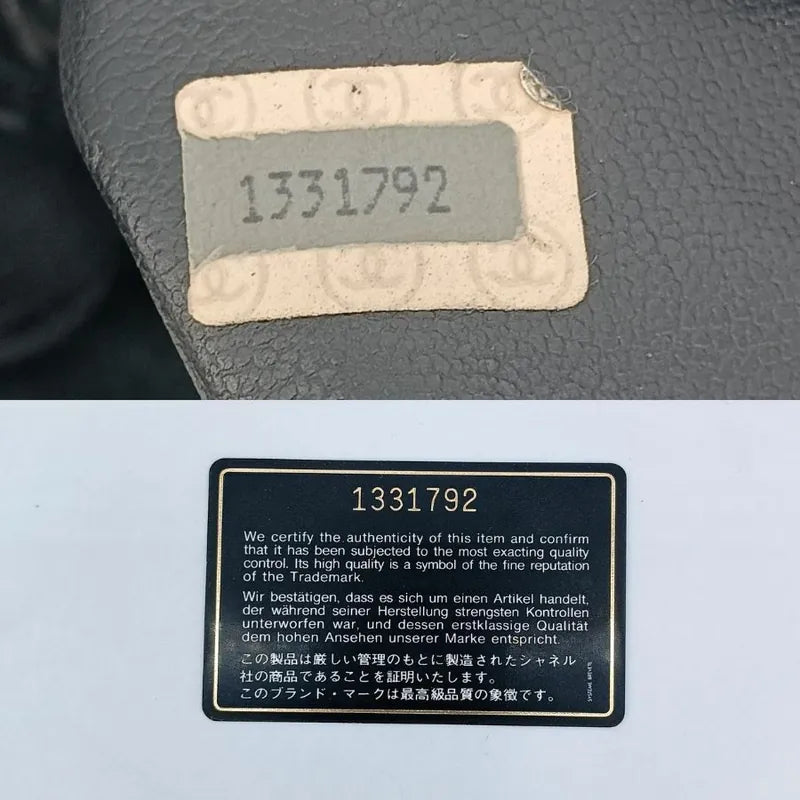 1331792
1331792
We certify the authenticity of this item and confirm
that it has been subjected to the most exacting quality
control. Its high quality is a symbol of the fine reputation
of the Trademark.
Wir bestätigen, dass es sich um einen Artikel handelt,
der während seiner Herstellung strengsten Kontrollen
unterworfen war, und dessen erstklassige Qualität
dem hohen Ansehen unserer Marke entspricht.
この製品は厳しい管理のもとに製造されたシャネル
社の商品であることを証明いたします。
このブランド・マークは最高級品質の象徴です。
SYSTEME BREVETE